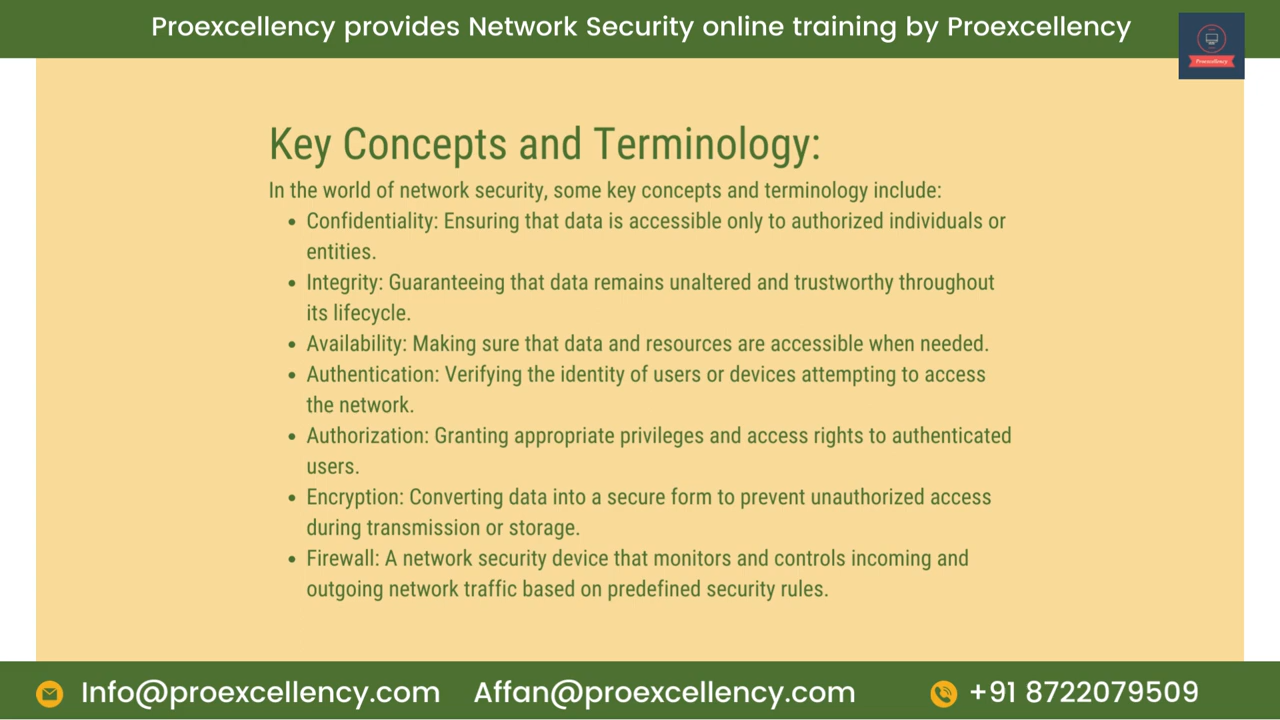 Proexcellency provides Network Security online training by Proexcellency
Proexcellency
Key Concepts and Terminology:
In the world of network security, some key concepts and terminology include:
• Confidentiality: Ensuring that data is accessible only to authorized individuals or
entities.
• Integrity: Guaranteeing that data remains unaltered and trustworthy throughout
its lifecycle.
• Availability: Making sure that data and resources are accessible when needed.
• Authentication: Verifying the identity of users or devices attempting to access
the network.
• Authorization: Granting appropriate privileges and access rights to authenticated
users.
• Encryption: Converting data into a secure form to prevent unauthorized access
during transmission or storage.
• Firewall: A network security device that monitors and controls incoming and
outgoing network traffic based on predefined security rules.
Info@proexcellency.com Affan@proexcellency.com +91 8722079509